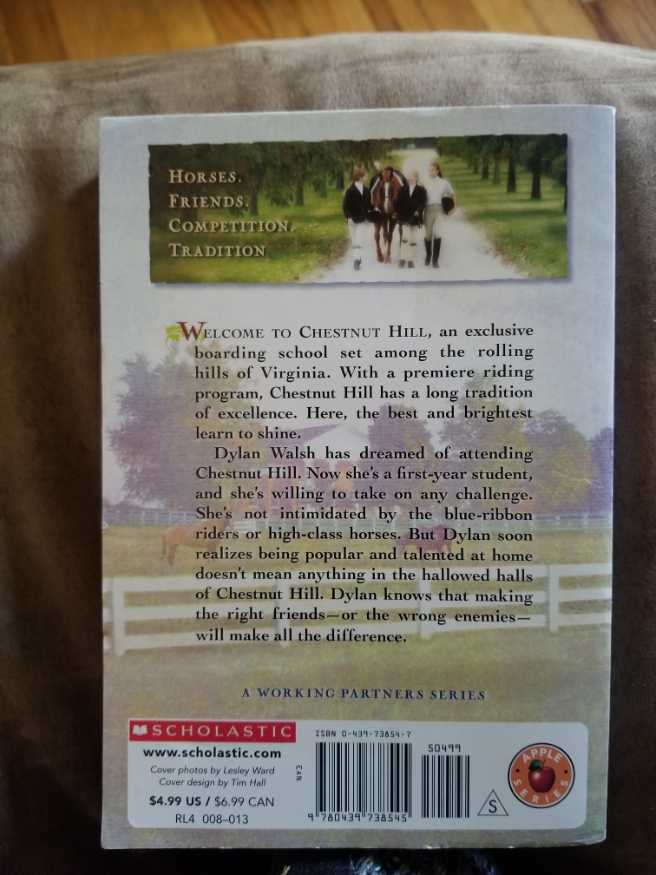 HORSES.
FRIENDS.
COMPETITION.
TRADITION
WELCOME TO CHESTNUT HILL, an exclusive
boarding school set among the rolling
hills of Virginia. With a premiere riding
program, Chestnut Hill has a long tradition
of excellence. Here, the best and brightest
learn to shine.
Dylan Walsh has dreamed of attending
Chestnut Hill. Now she's a first-year student,
and she's willing to take on any challenge.
She's not intimidated by the blue-ribbon
riders or high-class horses. But Dylan soon
realizes being popular and talented at home
doesn't mean anything in the hallowed halls
of Chestnut Hill. Dylan knows that making
the right friends—or the wrong enemies—
will make all the difference.
A WORKING PARTNERS SERIES
SCHOLASTIC
www.scholastic.com
Cover photos by Lesley Ward
Cover design by Tim Hall
$4.99 US / $6.99 CAN
RL4 008–013
EAN
ISBN 0-439-73854-7
50499
9 780439 738545
S
APPLE
SERIES